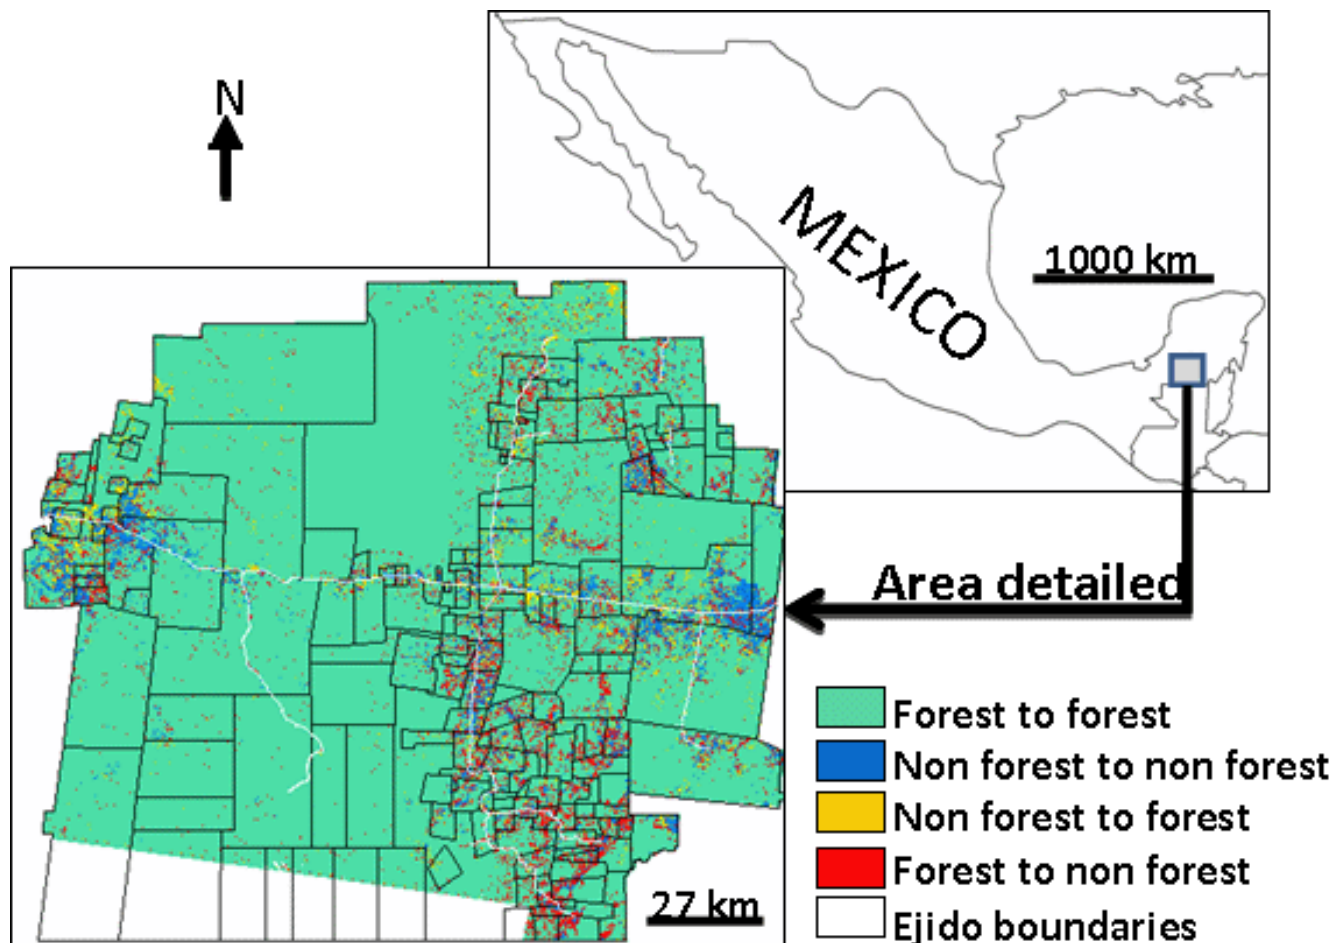 N
MEXICO
1000 km
Area detailed
Forest to forest
Non forest to non forest
Non forest to forest
Forest to non forest
Ejido boundaries
27 km